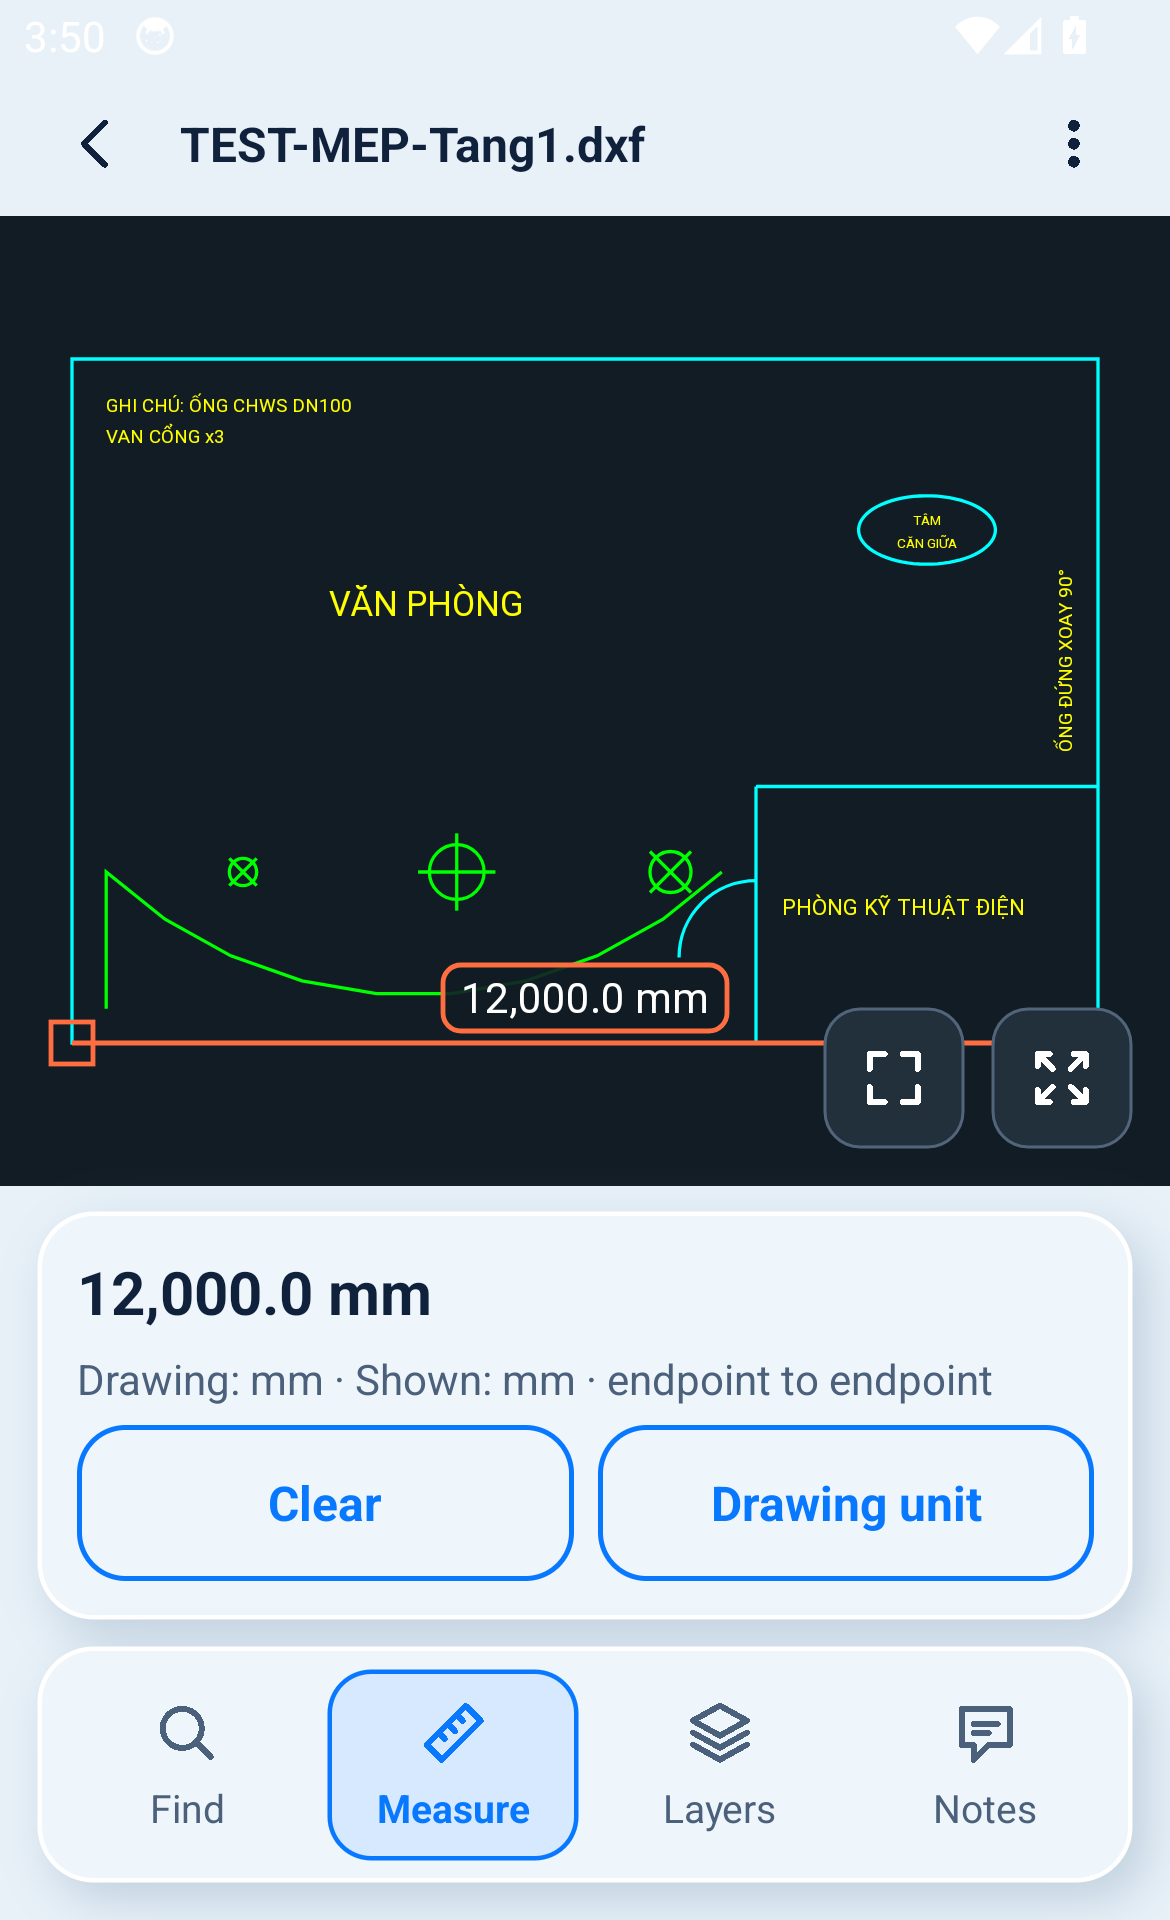 3:50
TEST-MEP-Tang1.dxf
GHI CHÚ: ỐNG CHWS DN100
VAN CỔNG x3
TÂM
CĂN GIỮA
VĂN PHÒNG
ỐNG ĐỨNG XOAY 90°
PHÒNG KỸ THUẬT ĐIỆN
12,000.0 mm
12,000.0 mm
Drawing: mm · Shown: mm · endpoint to endpoint
Clear
Drawing unit
Find
Measure
Layers
Notes